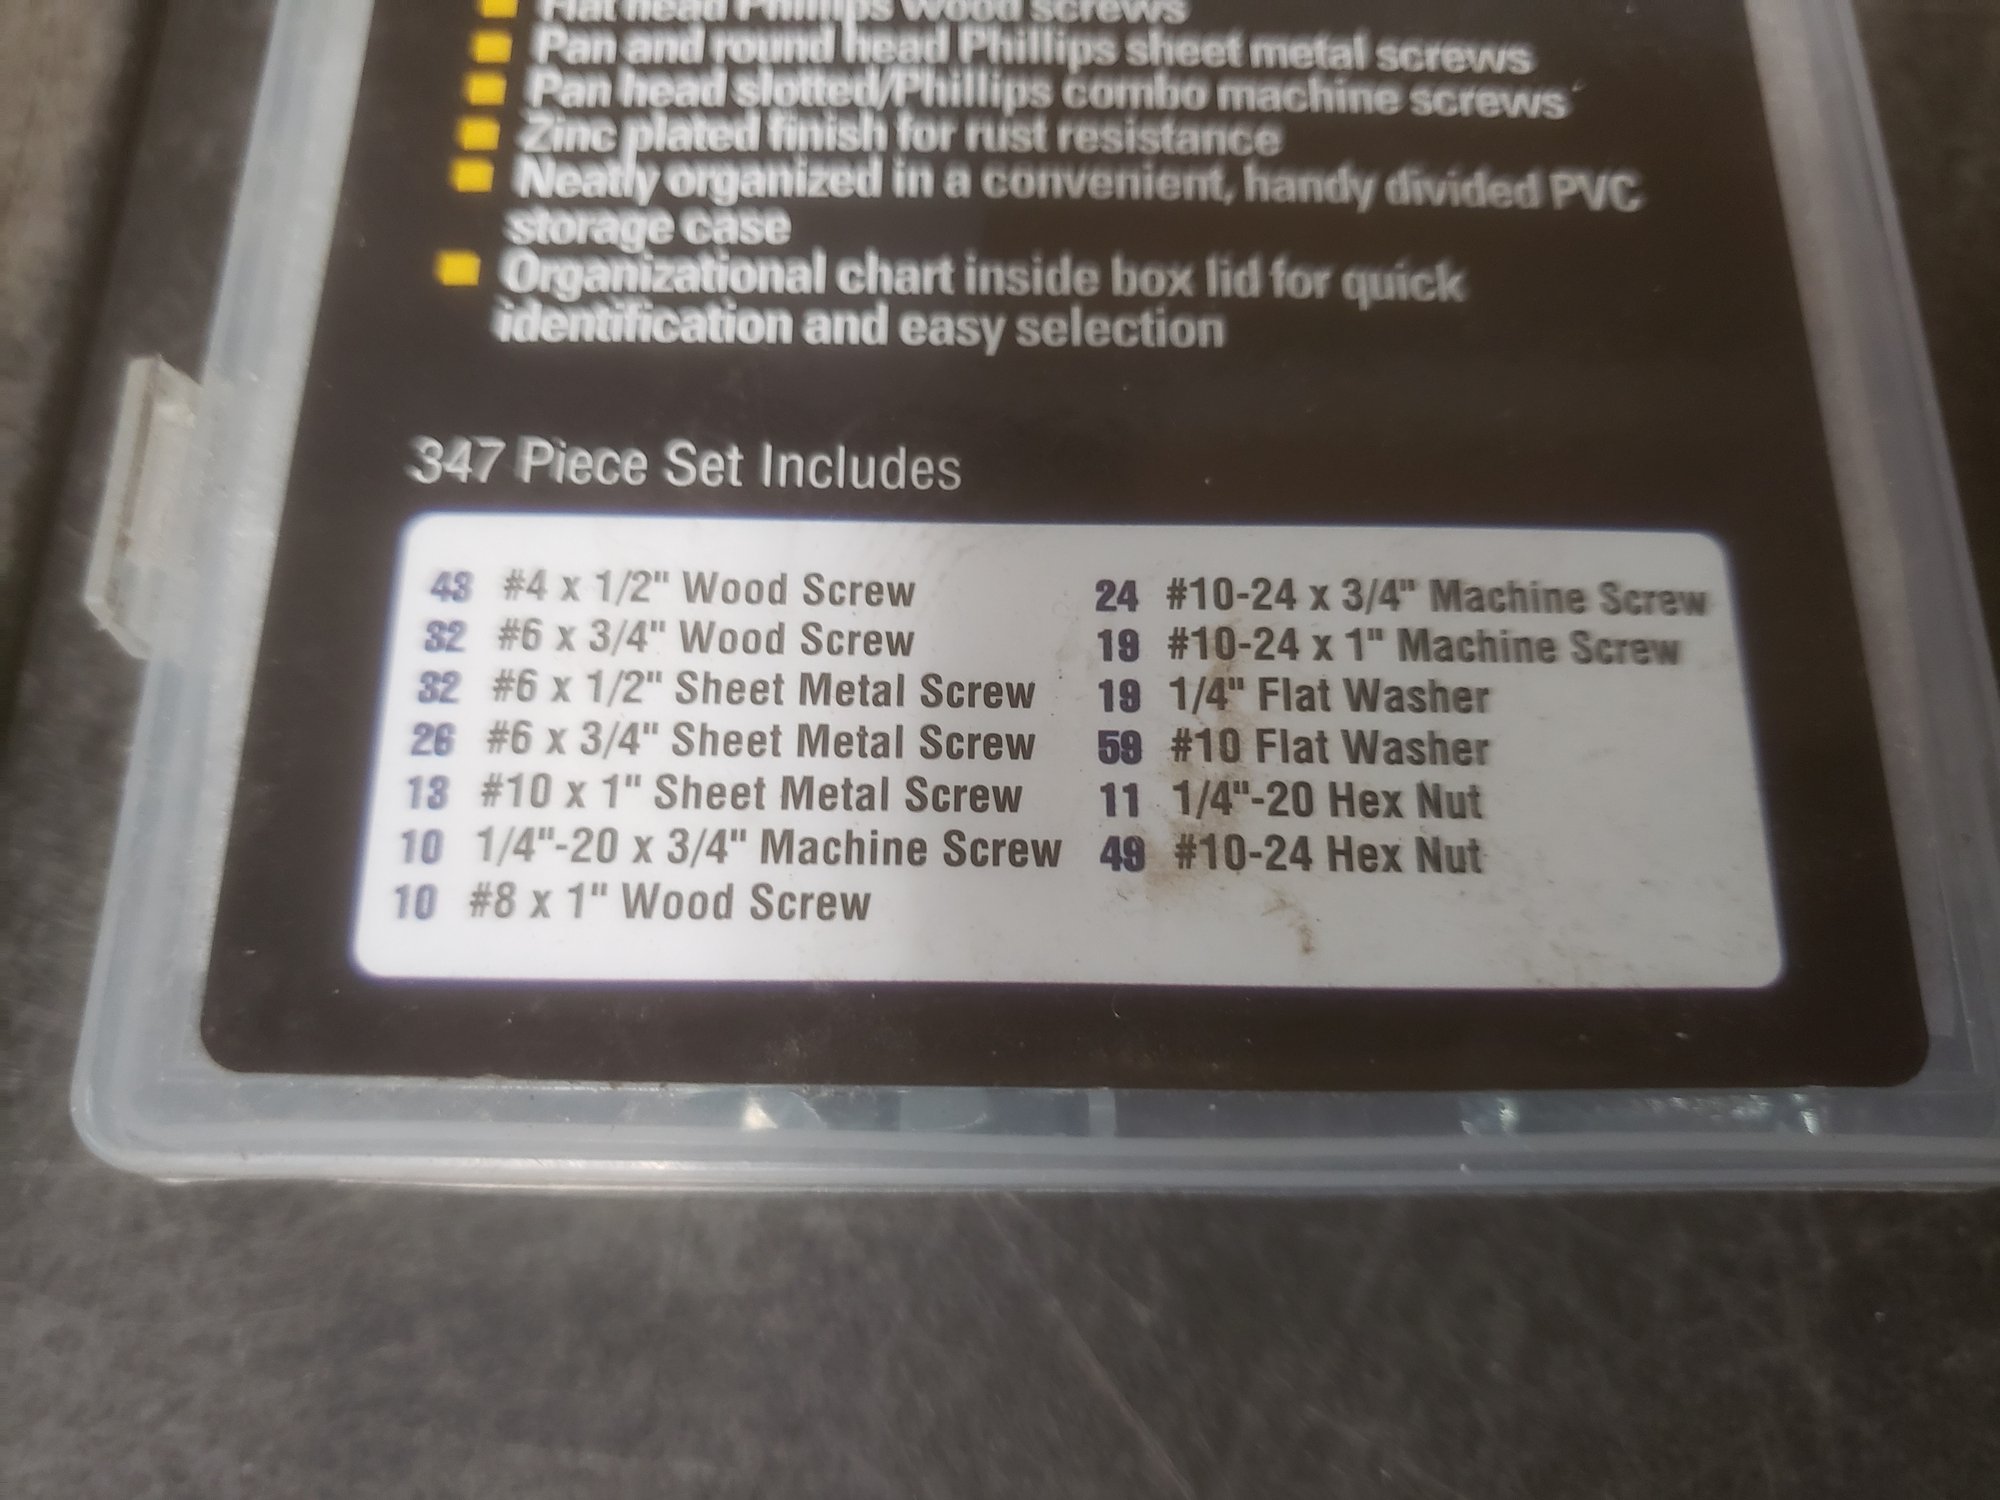 Flat head Phillips wood screws
Pan and round head Phillips sheet metal screws
Pan head slotted/Phillips combo machine screws
Zinc plated finish for rust resistance
Neatly organized in a convenient, handy divided PVC
storage case
Organizational chart inside box lid for quick
identification and easy selection
347 Piece Set Includes
43 #4 x 1/2" Wood Screw
32 #6 x 3/4" Wood Screw
32 #6 x 1/2" Sheet Metal Screw
26 #6 x 3/4" Sheet Metal Screw
13 #10 x 1" Sheet Metal Screw
10 1/4"-20 x 3/4" Machine Screw
10 #8 x 1" Wood Screw
24 #10-24 x 3/4" Machine Screw
19 #10-24 x 1" Machine Screw
19 1/4" Flat Washer
59 #10 Flat Washer
11 1/4"-20 Hex Nut
49 #10-24 Hex Nut